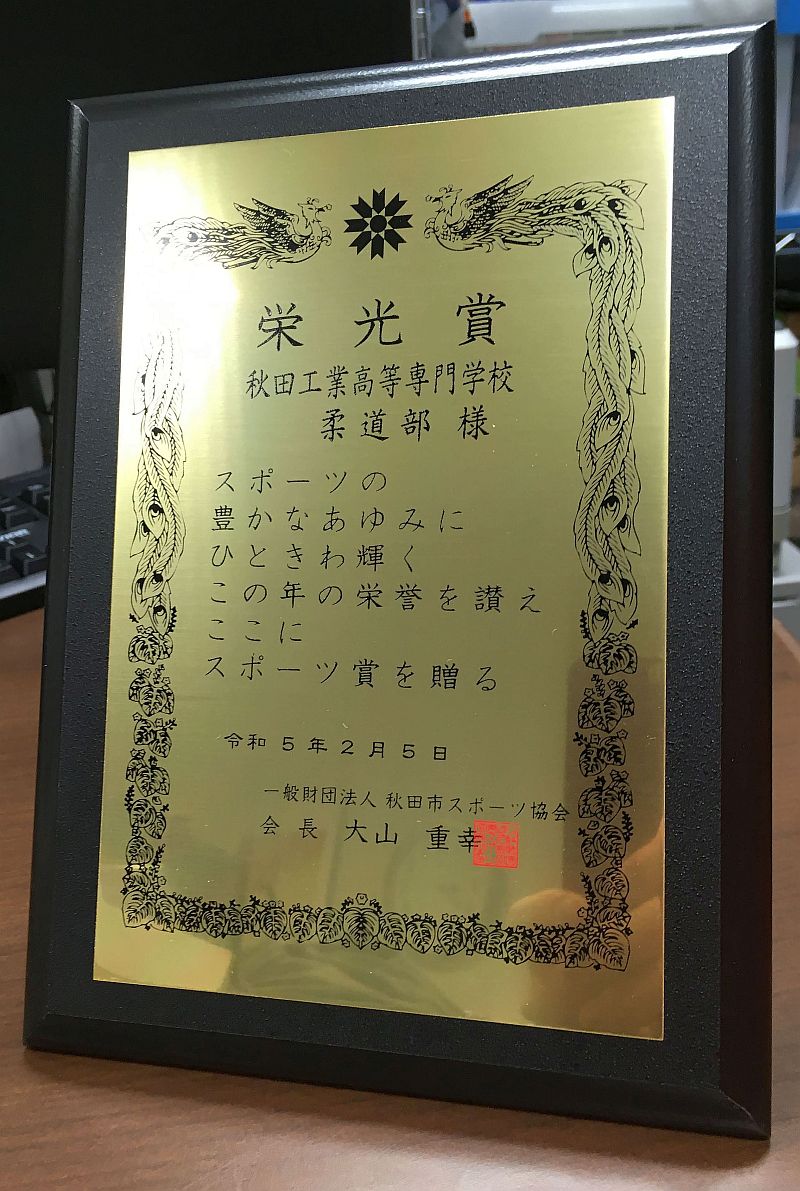 栄光賞
秋田工業高等専門学校
柔道部 様
スポーツの
豊かなあゆみに
ひときわ輝く
この年の栄誉を讃え
ここに
スポーツ賞を贈る
令和5年2月5日
一般財団法人 秋田市スポーツ協会
会長 大山 重幸